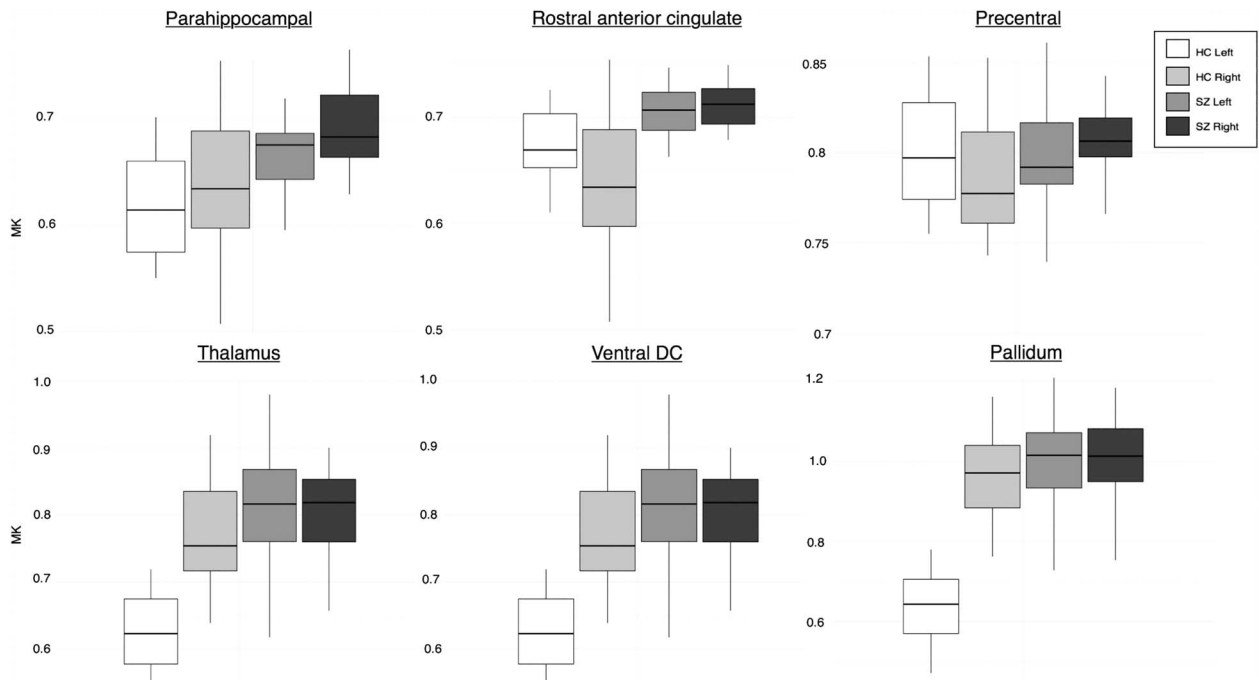 Parahippocampal
Rostral anterior cingulate
Precentral
HC Left
HC Right
SZ Left
SZ Right
MK
0.7
0.6
0.5
0.7
0.6
0.5
0.85
0.8
0.75
0.7
Thalamus
Ventral DC
Pallidum
MK
1.0
0.9
0.8
0.7
0.6
1.0
0.9
0.8
0.7
0.6
1.2
1.0
0.8
0.6